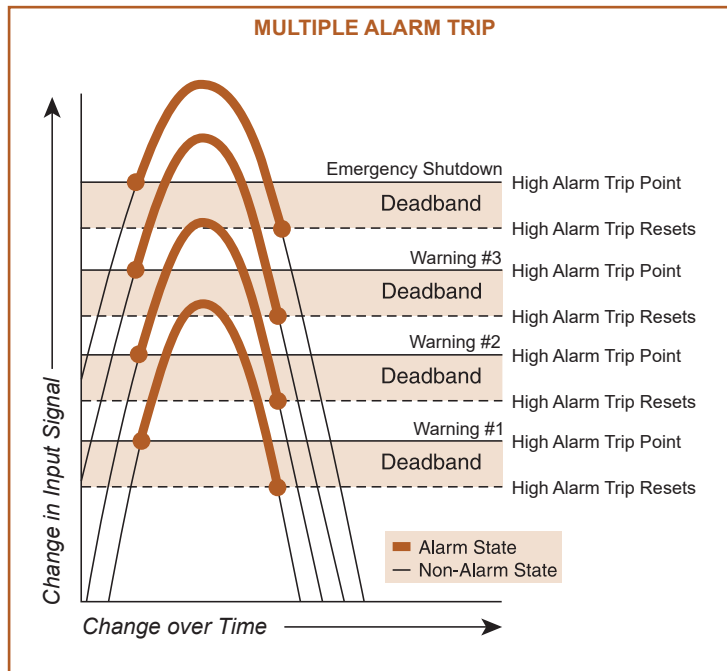 MULTIPLE ALARM TRIP
Change in Input Signal
Emergency Shutdown
High Alarm Trip Point
Deadband
High Alarm Trip Resets
Warning #3
High Alarm Trip Point
Deadband
High Alarm Trip Resets
Warning #2
High Alarm Trip Point
Deadband
High Alarm Trip Resets
Warning #1
High Alarm Trip Point
Deadband
High Alarm Trip Resets
Alarm State
Non-Alarm State
Change over Time